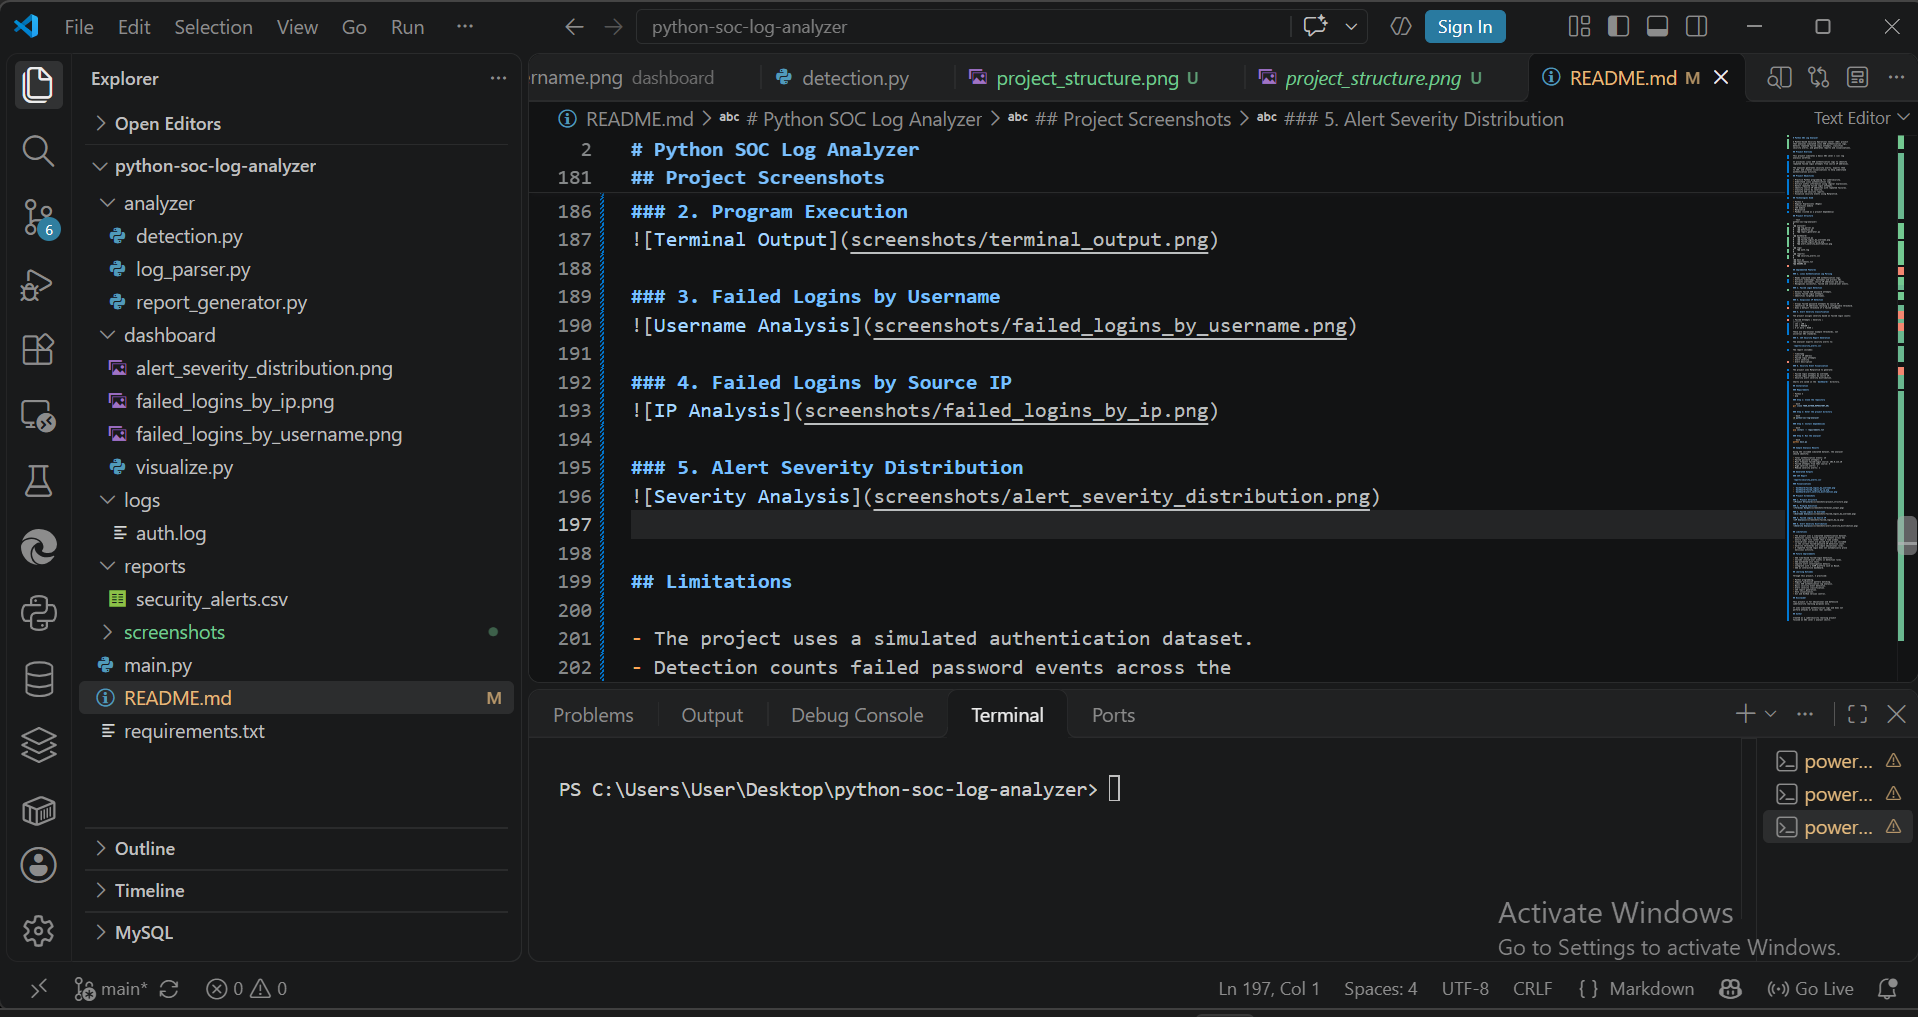 File Edit Selection View Go Run ··· python-soc-log-analyzer Sign In
Explorer ···
Open Editors
python-soc-log-analyzer
analyzer
detection.py
log_parser.py
report_generator.py
dashboard
alert_severity_distribution.png
failed_logins_by_ip.png
failed_logins_by_username.png
visualize.py
logs
auth.log
reports
security_alerts.csv
screenshots
main.py
README.md M
requirements.txt
Outline
Timeline
MySQL
6
rname.png dashboard detection.py project_structure.png U project_structure.png U README.md M
README.md > # Python SOC Log Analyzer > ## Project Screenshots > ### 5. Alert Severity Distribution Text Editor
2 # Python SOC Log Analyzer
181 ## Project Screenshots
186 ### 2. Program Execution
187 ![Terminal Output](screenshots/terminal_output.png)
188
189 ### 3. Failed Logins by Username
190 ![Username Analysis](screenshots/failed_logins_by_username.png)
191
192 ### 4. Failed Logins by Source IP
193 ![IP Analysis](screenshots/failed_logins_by_ip.png)
194
195 ### 5. Alert Severity Distribution
196 ![Severity Analysis](screenshots/alert_severity_distribution.png)
197
198
199 ## Limitations
200
201 - The project uses a simulated authentication dataset.
202 - Detection counts failed password events across the
Problems Output Debug Console Terminal Ports
PS C:\Users\User\Desktop\python-soc-log-analyzer>
power...
power...
power...
Activate Windows
Go to Settings to activate Windows.
main* 0 0 Ln 197, Col 1 Spaces: 4 UTF-8 CRLF { } Markdown Go Live